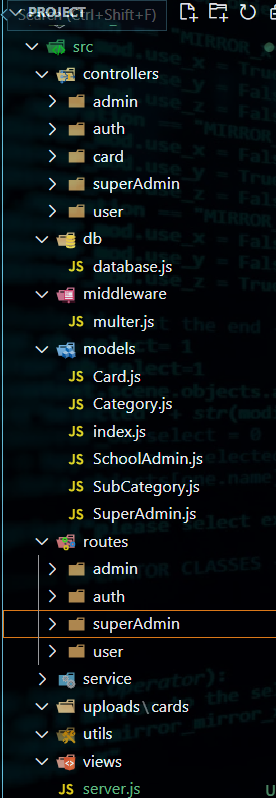 PROJECT
Search (Ctrl+Shift+F)
src
controllers
admin
auth
card
superAdmin
user
db
JS database.js
middleware
JS multer.js
models
JS Card.js
JS Category.js
JS index.js
JS SchoolAdmin.js
JS SubCategory.js
JS SuperAdmin.js
routes
admin
auth
superAdmin
user
service
uploads\cards
utils
views
JS server.js U